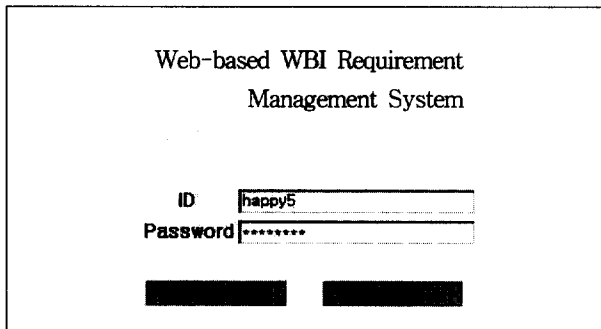 Web-based WBI Requirement
Management System
ID happy5
Password ********